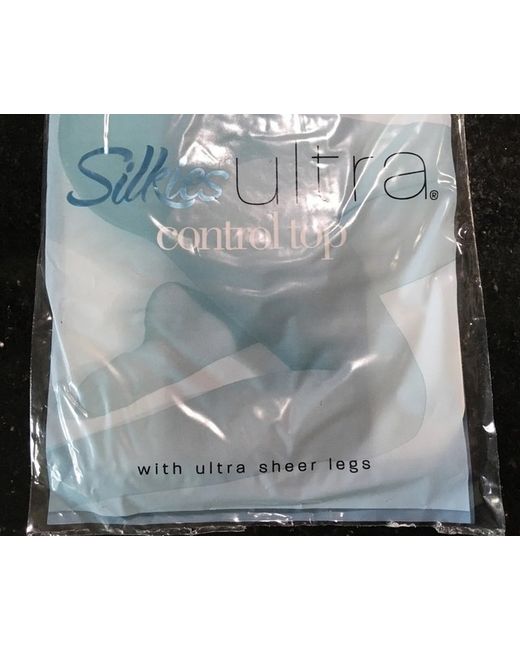 Silkies ultra®
control top
with ultra sheer legs